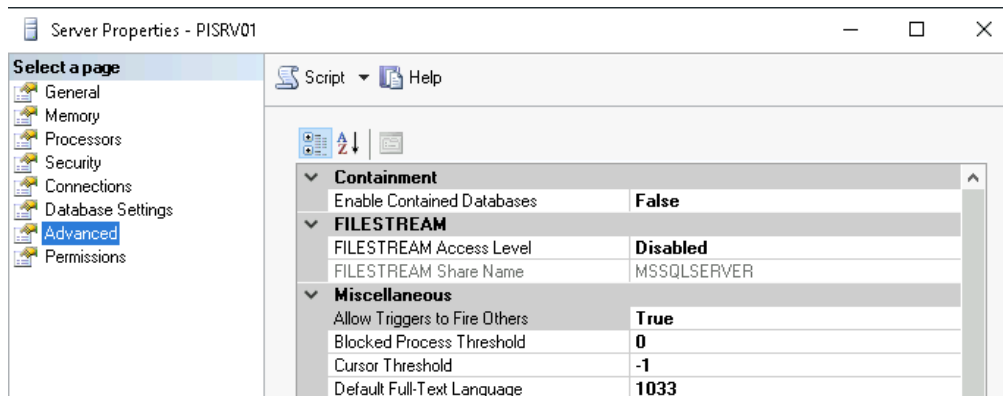 Server Properties - PISRV01
Select a page
General
Memory
Processors
Security
Connections
Database Settings
Advanced
Permissions
Script Help
Containment
Enable Contained Databases False
FILESTREAM
FILESTREAM Access Level Disabled
FILESTREAM Share Name MSSQLSERVER
Miscellaneous
Allow Triggers to Fire Others True
Blocked Process Threshold 0
Cursor Threshold -1
Default Full-Text Language 1033